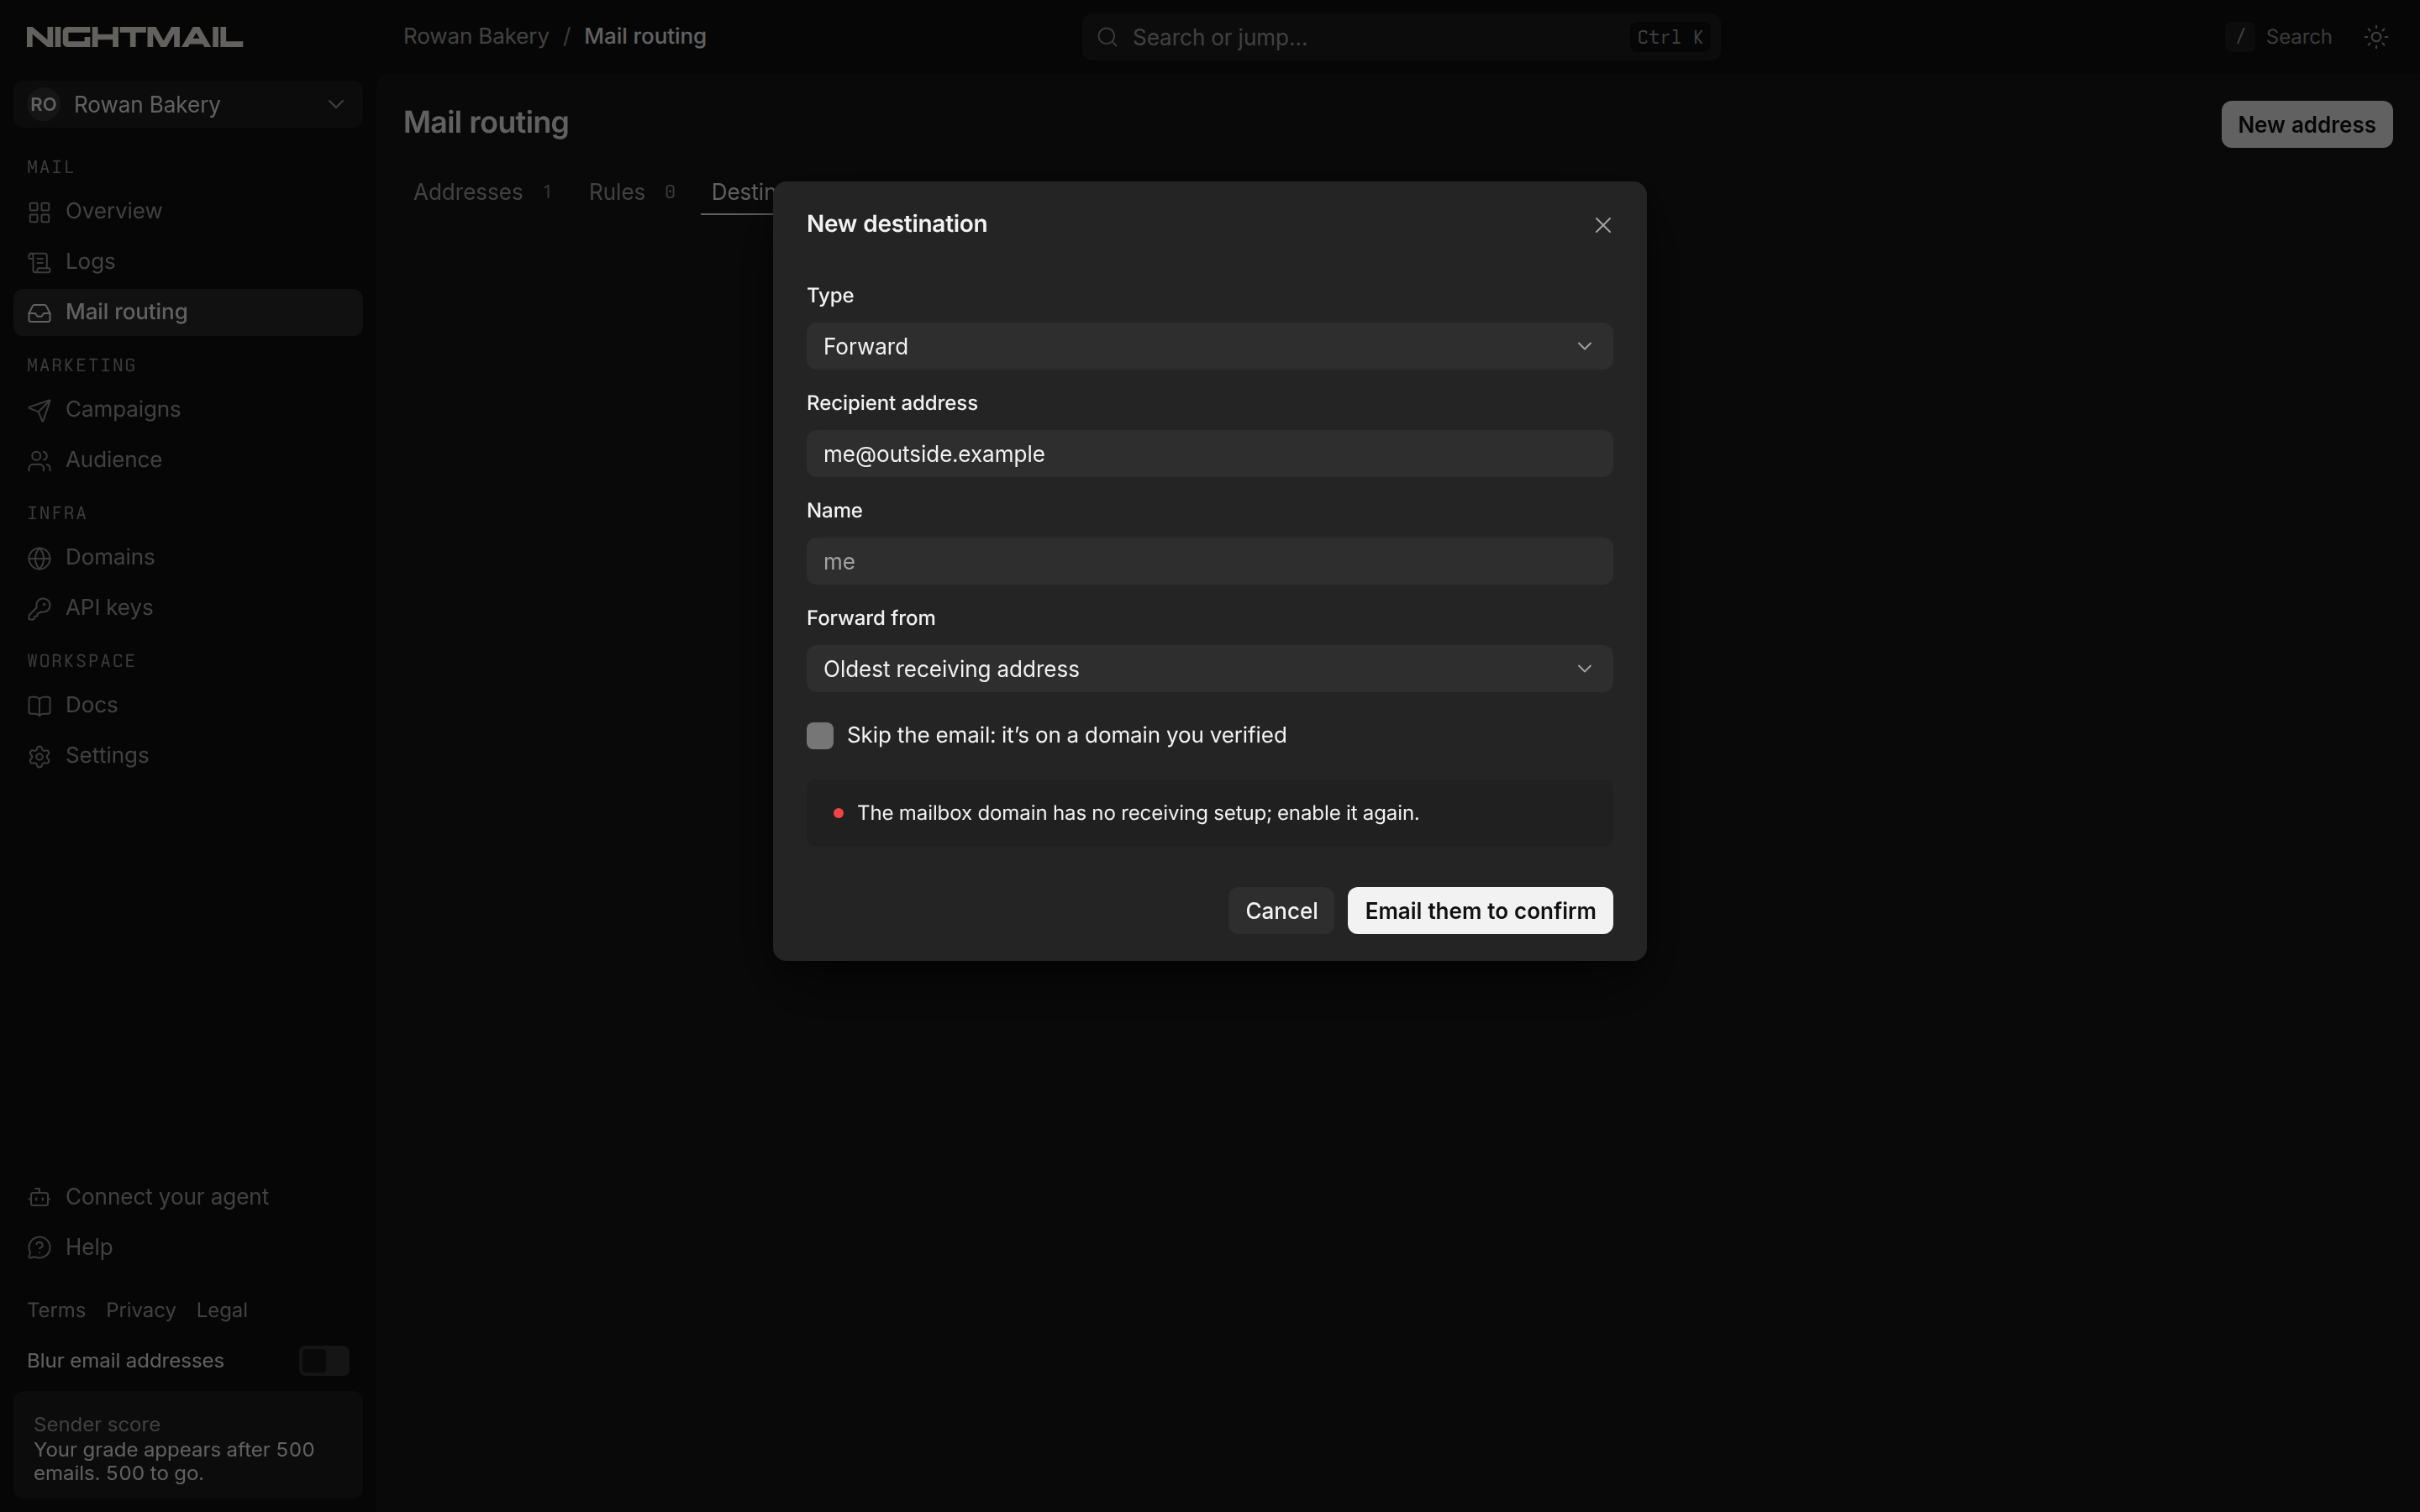 NIGHTMAIL
Rowan Bakery / Mail routing
Search or jump...
Ctrl K
/ Search
RO Rowan Bakery
Mail routing
New address
MAIL
Overview
Logs
Mail routing
MARKETING
Campaigns
Audience
INFRA
Domains
API keys
WORKSPACE
Docs
Settings
Addresses 1 Rules 0 Destin
New destination
Type
Forward
Recipient address
me@outside.example
Name
me
Forward from
Oldest receiving address
Skip the email: it’s on a domain you verified
The mailbox domain has no receiving setup; enable it again.
Cancel
Email them to confirm
Connect your agent
Help
Terms Privacy Legal
Blur email addresses
Sender score
Your grade appears after 500
emails. 500 to go.